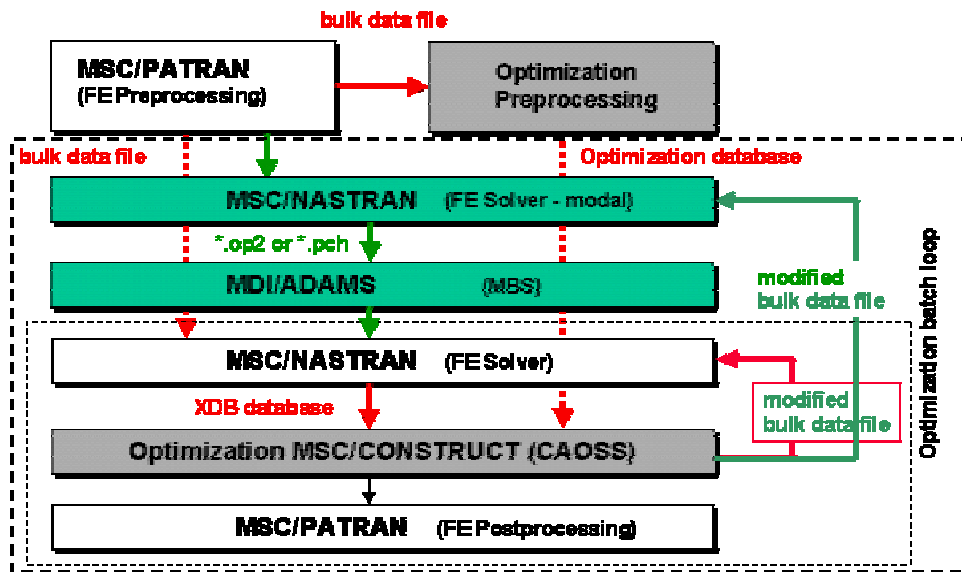 bulk data file
MSC/PATRAN
(FE Preprocessing)
Optimization
Preprocessing
bulk data file
Optimization database
MSC/NASTRAN (FE Solver - modal)
*.op2 or *.pch
MDI/ADAMS (MBS)
modified
bulk data file
MSC/NASTRAN (FE Solver)
XDB database
modified
bulk data file
Optimization MSC/CONSTRUCT (CAOSS)
MSC/PATRAN (FE Postprocessing)
Optimization batch loop